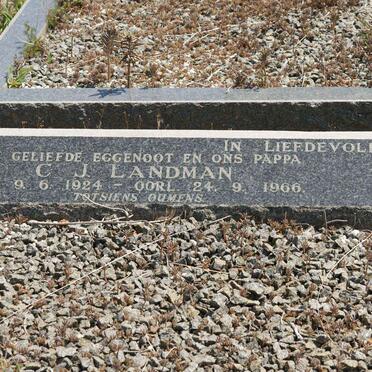 IN LIEFDEVOLL
GELIEFDE EGGENOOT EN ONS PAPPA
C J. LANDMAN
9. 6. 1924 – OORL. 24. 9. 1966.
TOTSIENS OUMENS.